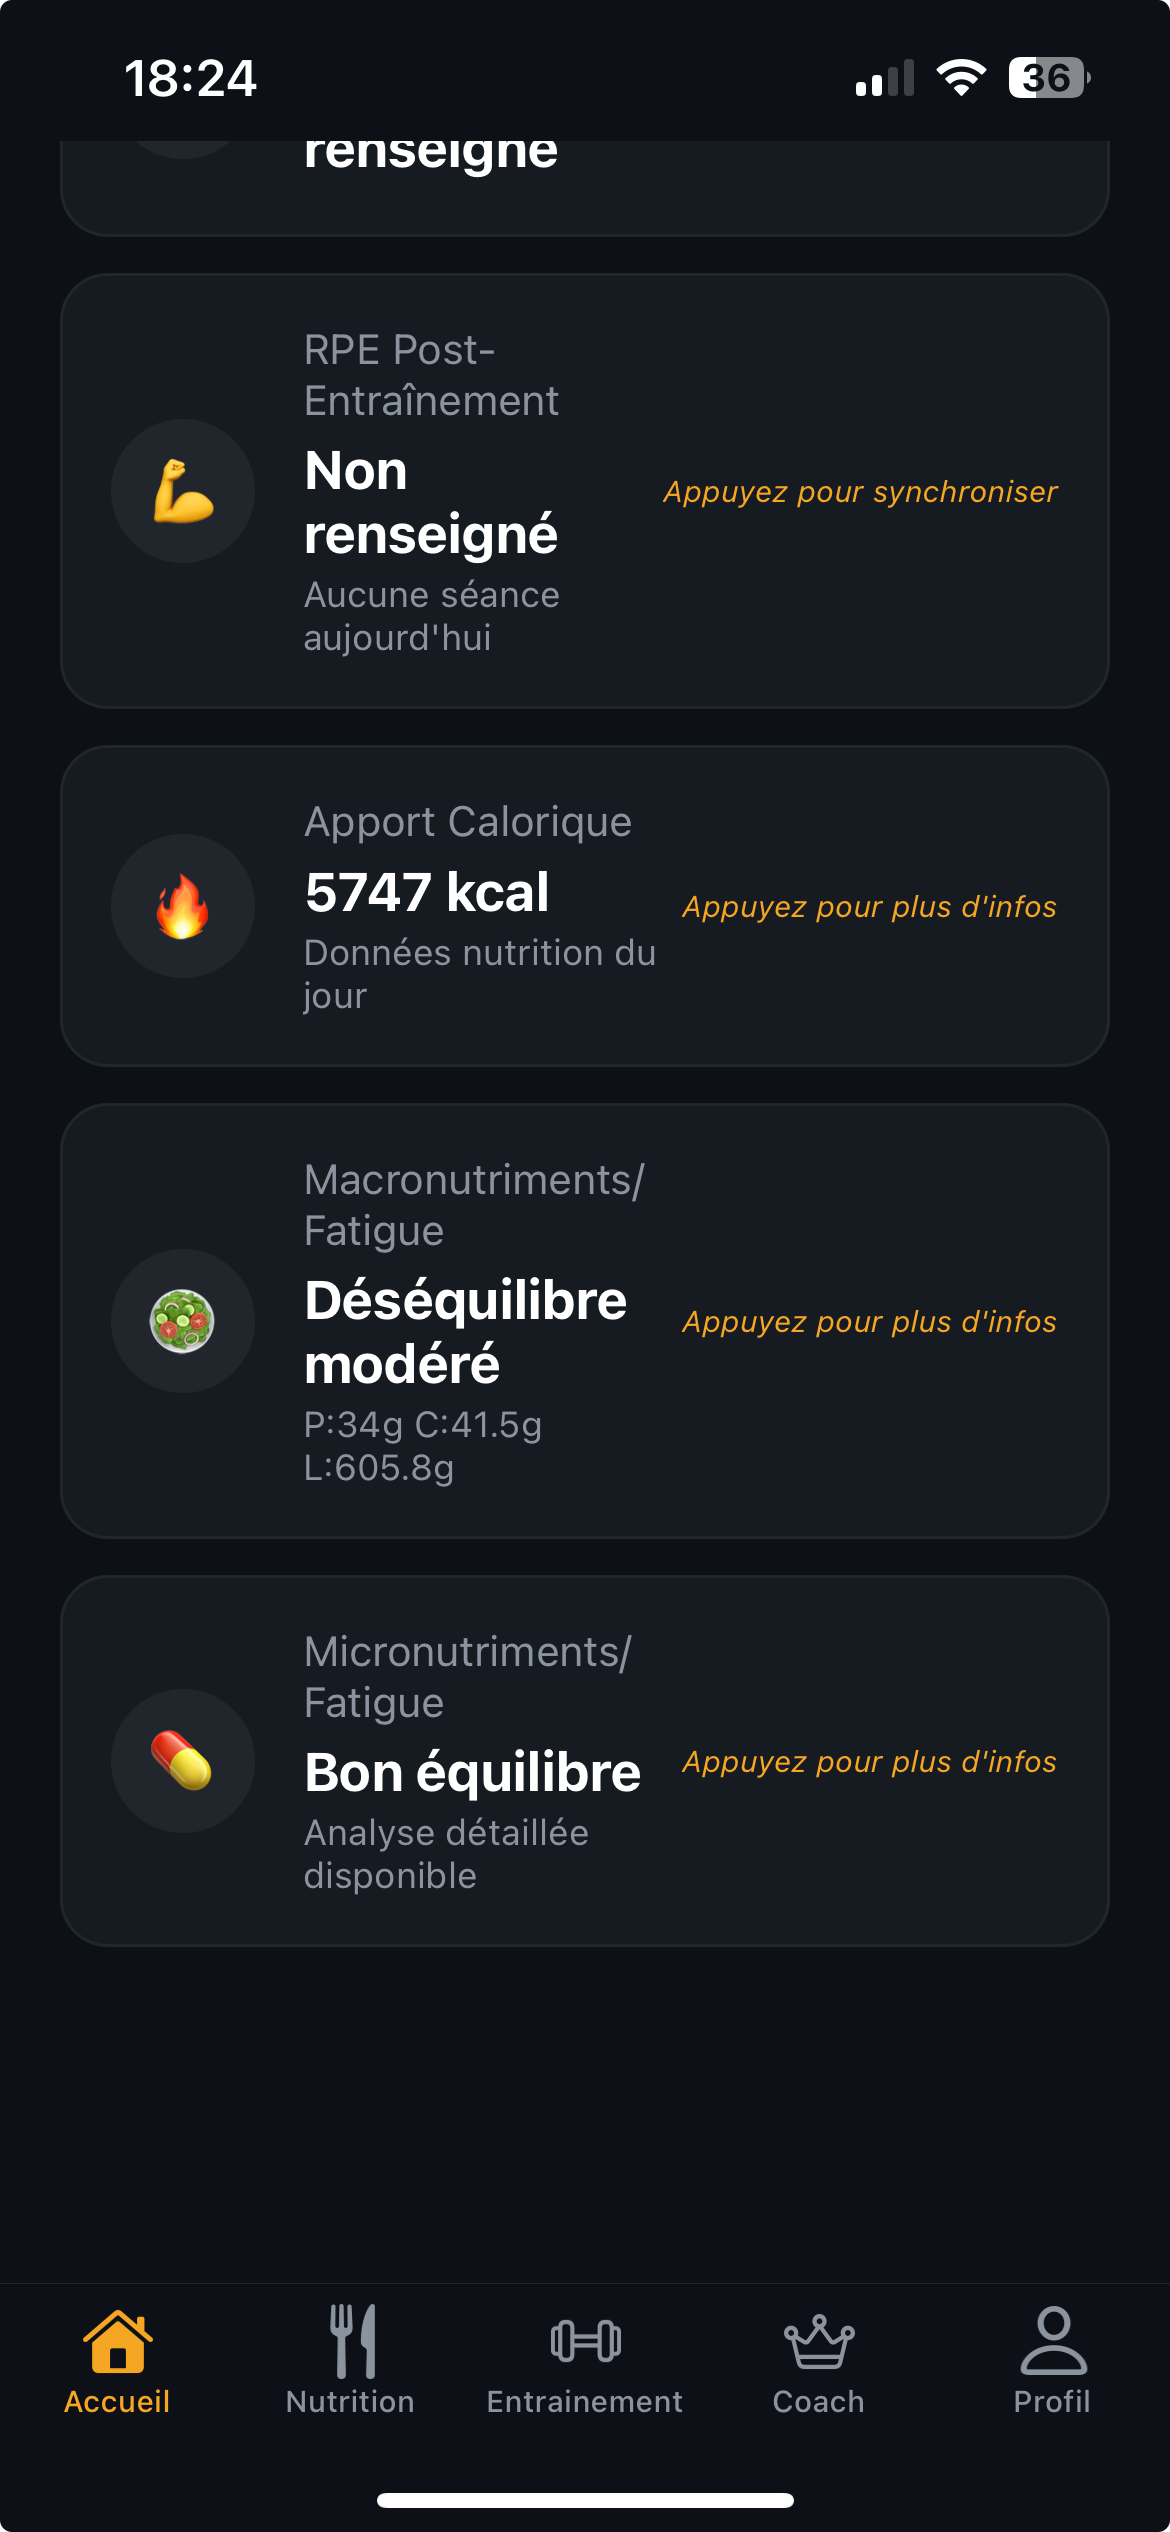 18:24
36
renseigné
RPE Post-
Entraînement
Non
renseigné
Aucune séance
aujourd'hui
Appuyez pour synchroniser
Apport Calorique
5747 kcal
Données nutrition du
jour
Appuyez pour plus d'infos
Macronutriments/
Fatigue
Déséquilibre
modéré
P:34g C:41.5g
L:605.8g
Appuyez pour plus d'infos
Micronutriments/
Fatigue
Bon équilibre
Analyse détaillée
disponible
Appuyez pour plus d'infos
Accueil
Nutrition
Entrainement
Coach
Profil